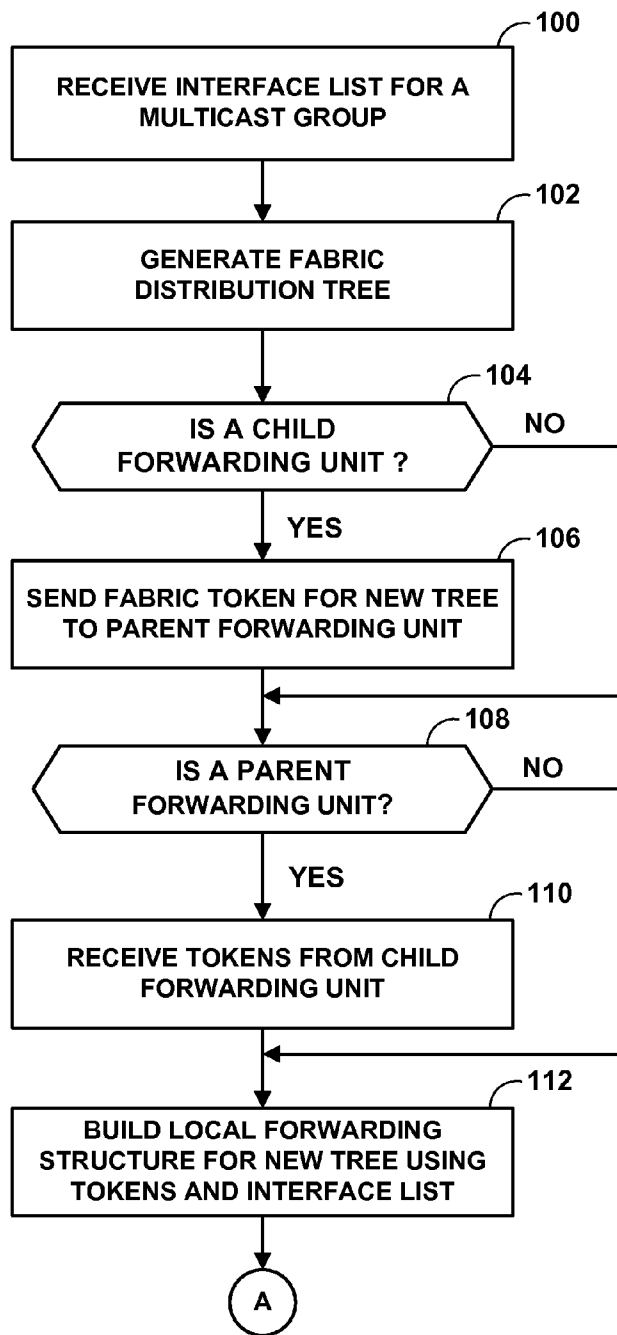 100
RECEIVE INTERFACE LIST FOR A
MULTICAST GROUP
102
GENERATE FABRIC
DISTRIBUTION TREE
104
IS A CHILD
FORWARDING UNIT ?
NO
YES
106
SEND FABRIC TOKEN FOR NEW TREE
TO PARENT FORWARDING UNIT
108
IS A PARENT
FORWARDING UNIT?
NO
YES
110
RECEIVE TOKENS FROM CHILD
FORWARDING UNIT
112
BUILD LOCAL FORWARDING
STRUCTURE FOR NEW TREE USING
TOKENS AND INTERFACE LIST
A